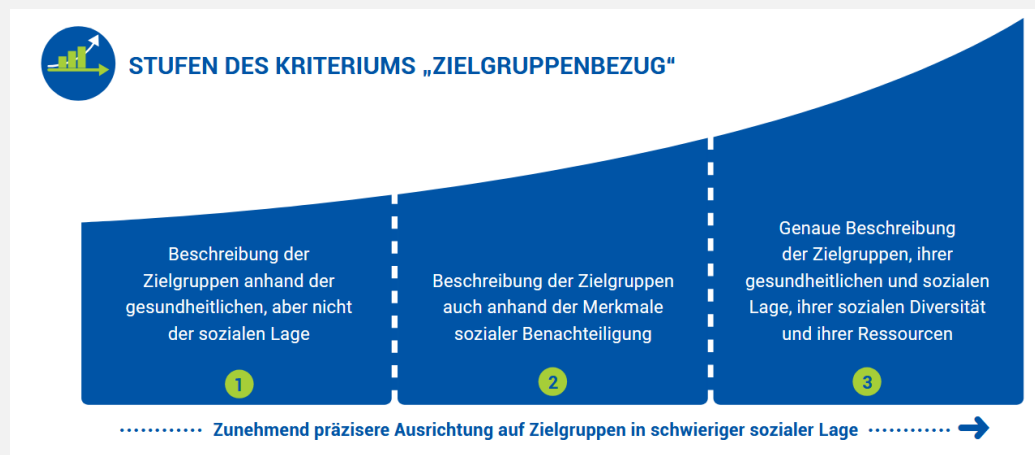 STUFEN DES KRITERIUMS „ZIELGRUPPENBEZUG“
Beschreibung der
Zielgruppen anhand der
gesundheitlichen, aber nicht
der sozialen Lage
1
Beschreibung der Zielgruppen
auch anhand der Merkmale
sozialer Benachteiligung
2
Genaue Beschreibung
der Zielgruppen, ihrer
gesundheitlichen und sozialen
Lage, ihrer sozialen Diversität
und ihrer Ressourcen
3
Zunehmend präzisere Ausrichtung auf Zielgruppen in schwieriger sozialer Lage